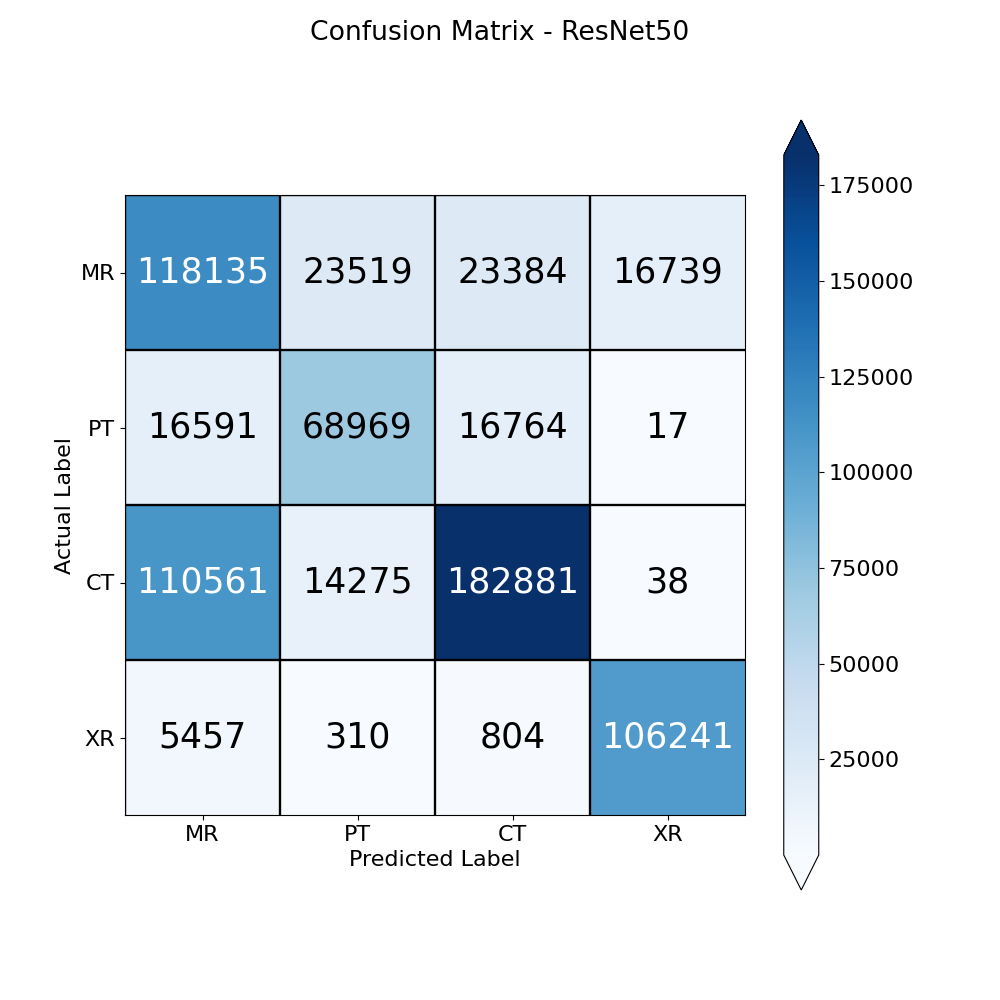 Confusion Matrix - ResNet50
MR 118135 23519 23384 16739
PT 16591 68969 16764 17
CT 110561 14275 182881 38
XR 5457 310 804 106241
MR PT CT XR
Predicted Label
Actual Label
175000
150000
125000
100000
75000
50000
25000